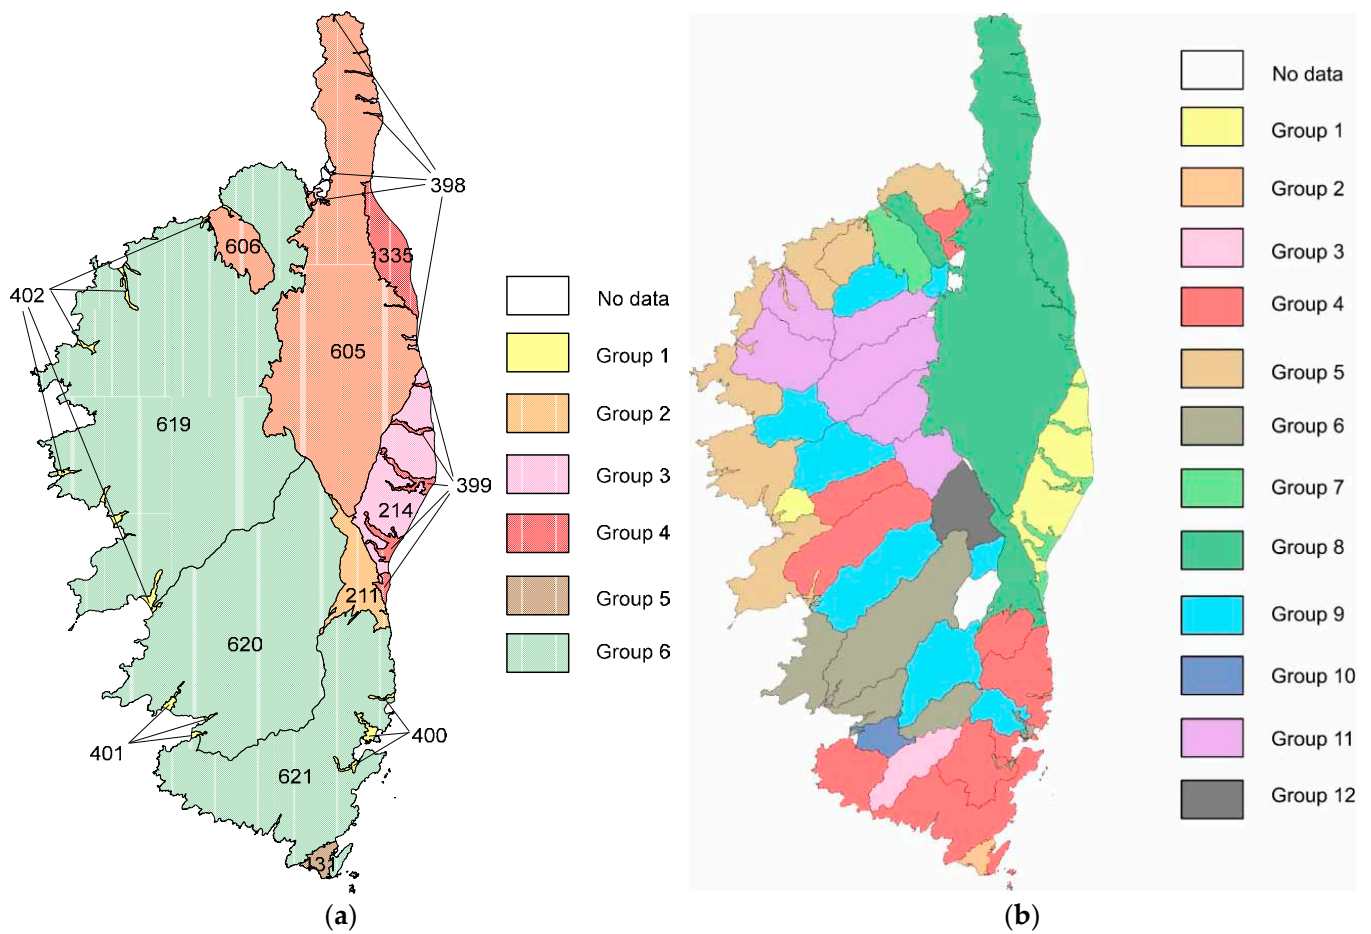 398
606
335
402
605
619
399
214
211
620
401
400
621
131
No data
Group 1
Group 2
Group 3
Group 4
Group 5
Group 6
(a)
No data
Group 1
Group 2
Group 3
Group 4
Group 5
Group 6
Group 7
Group 8
Group 9
Group 10
Group 11
Group 12
(b)